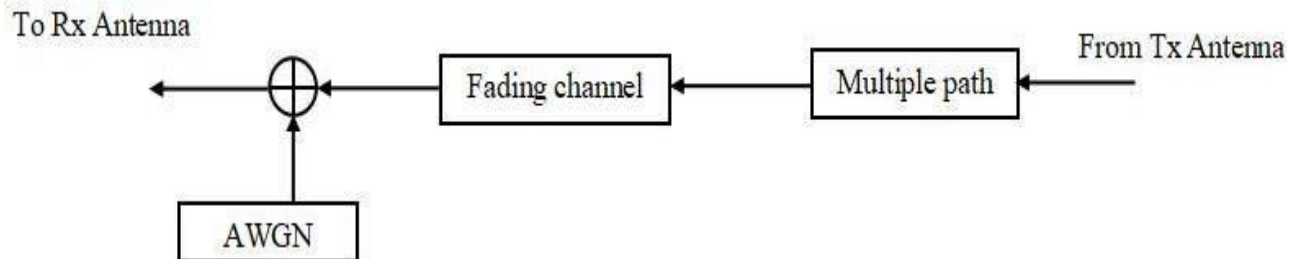 To Rx Antenna
From Tx Antenna
Fading channel
Multiple path
AWGN